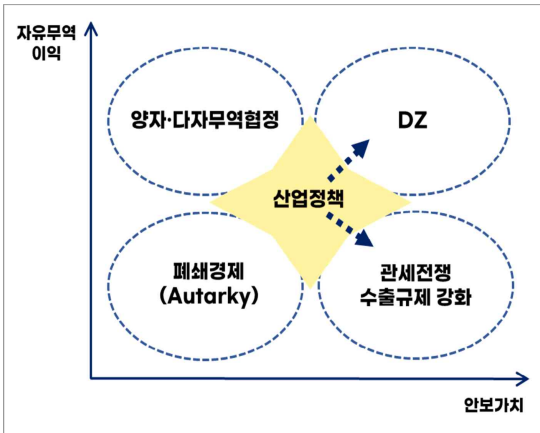 자유무역
이익
양자·다자무역협정
DZ
산업정책
폐쇄경제
(Autarky)
관세전쟁
수출규제 강화
안보가치